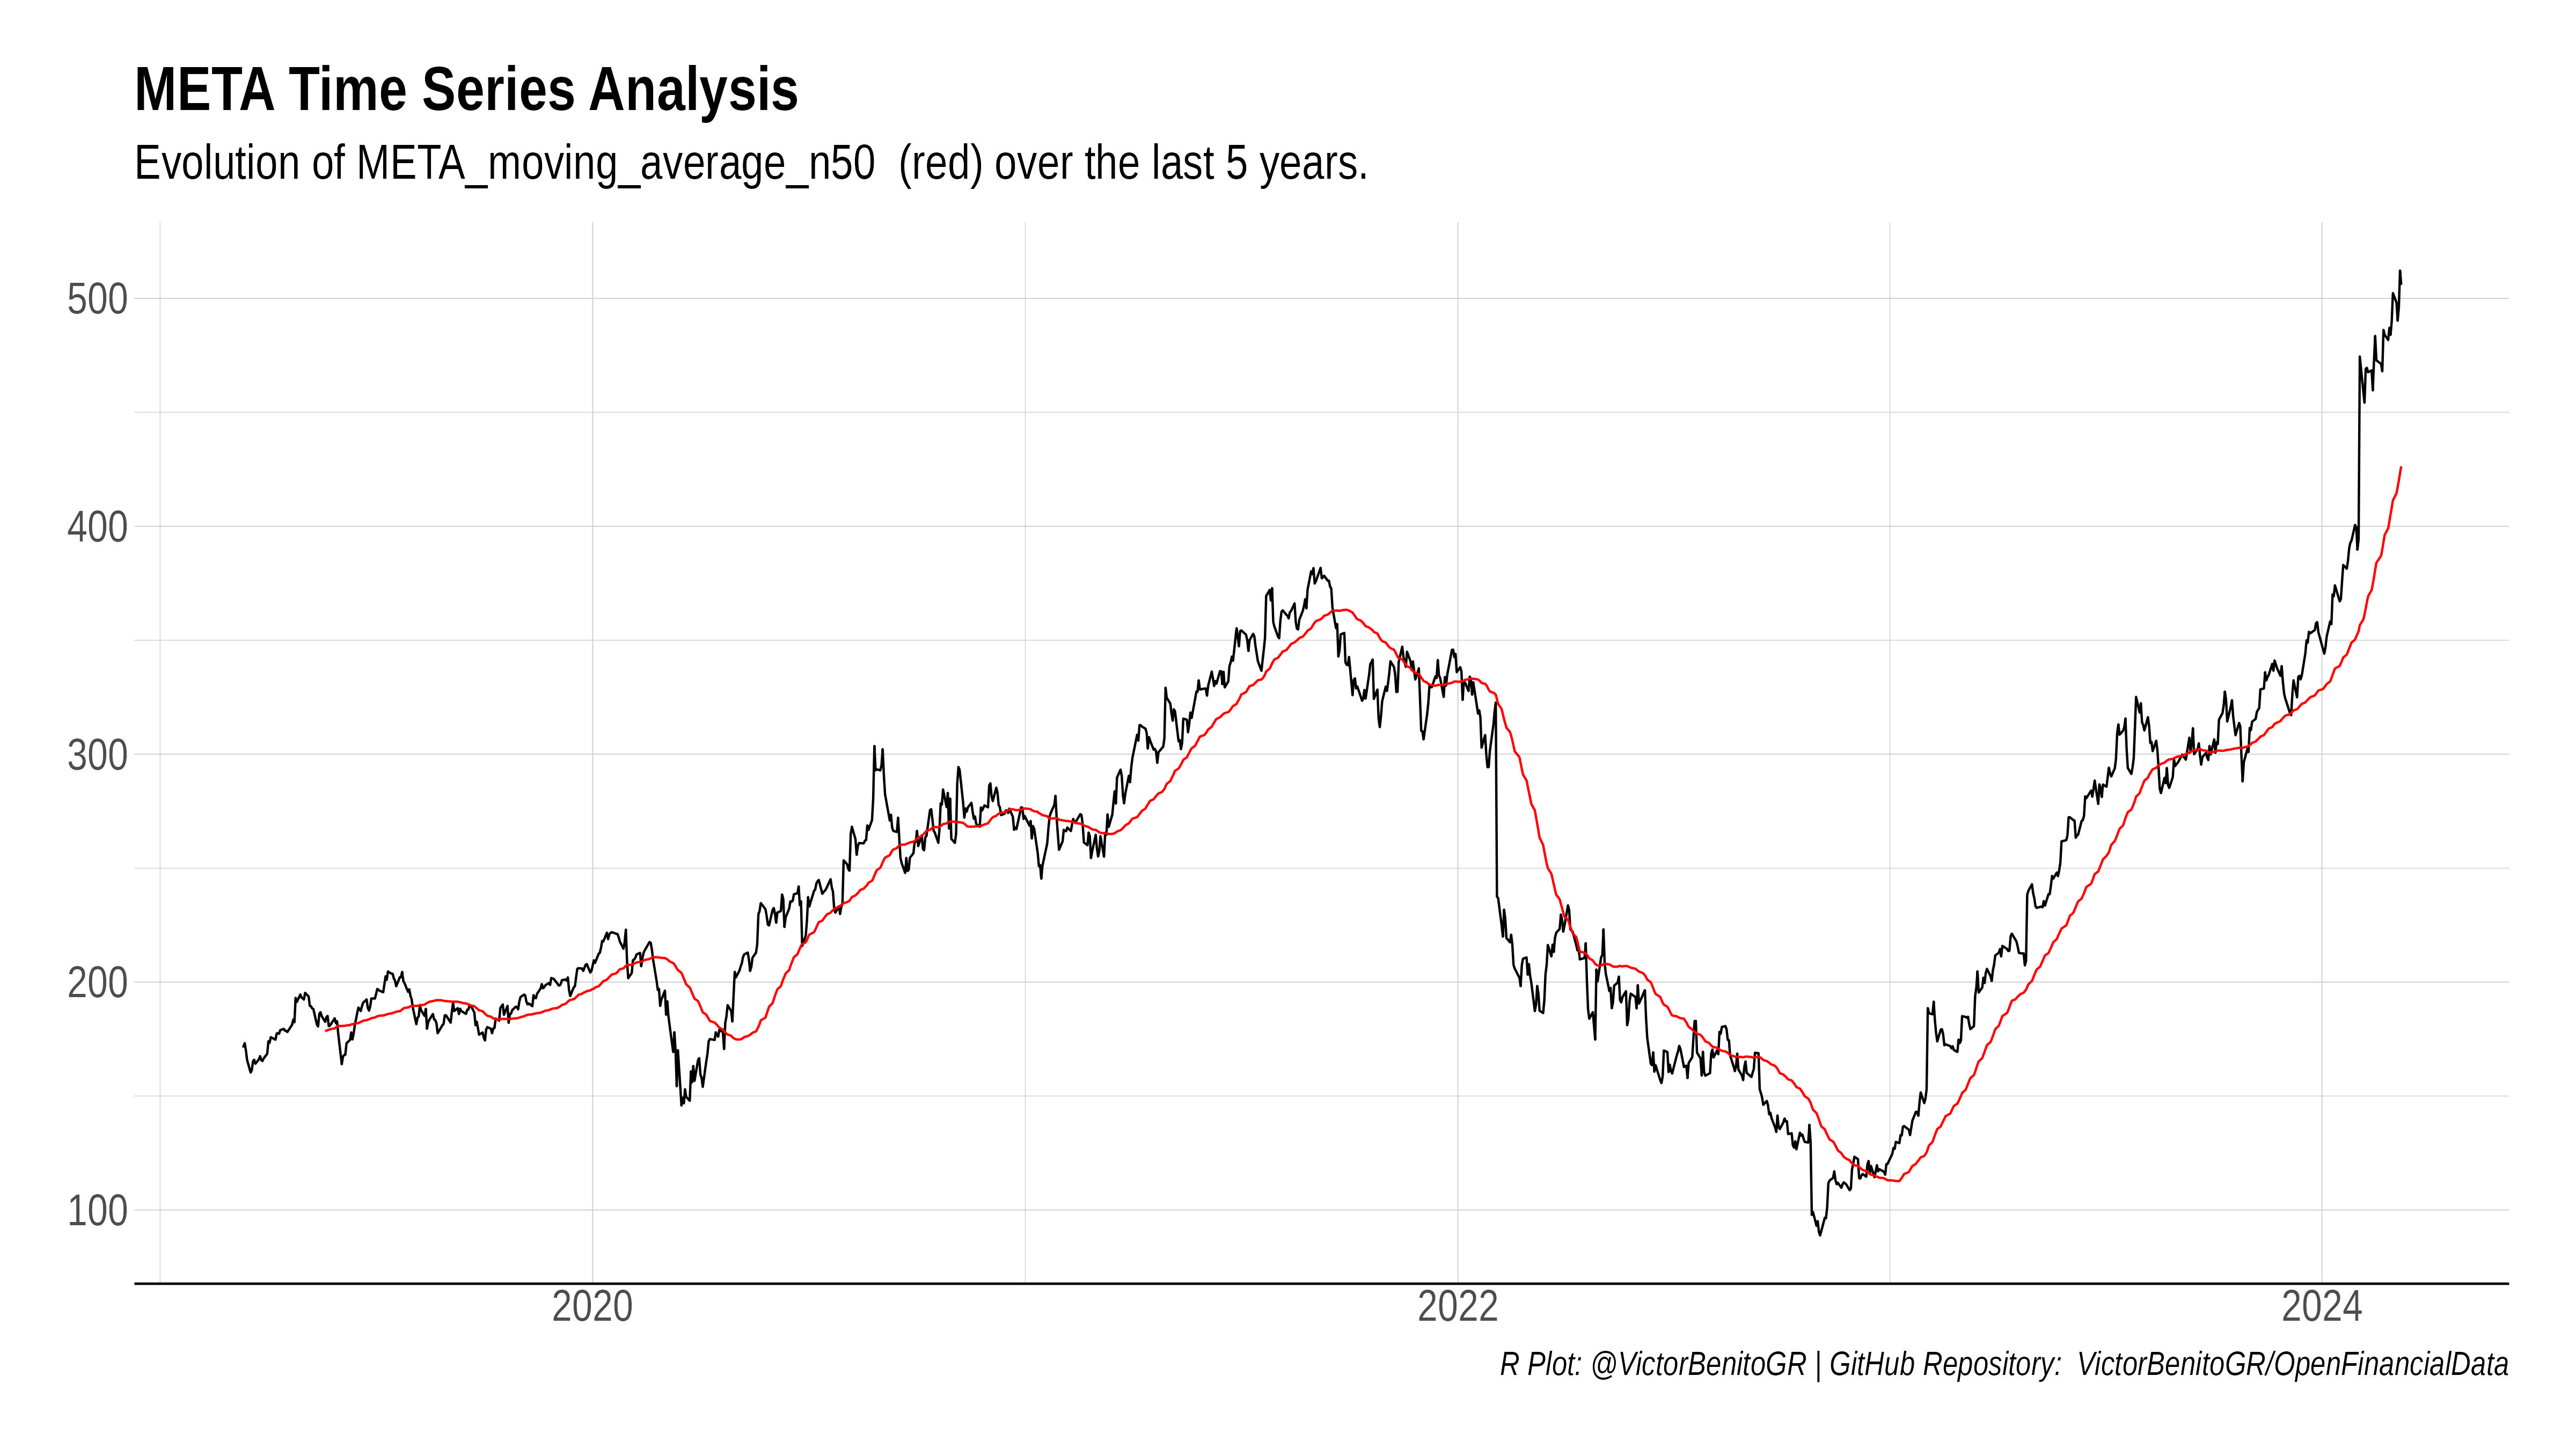 META Time Series Analysis
Evolution of META_moving_average_n50  (red) over the last 5 years.
500
400
300
200
100
2020 2022 2024
R Plot: @VictorBenitoGR | GitHub Repository:  VictorBenitoGR/OpenFinancialData